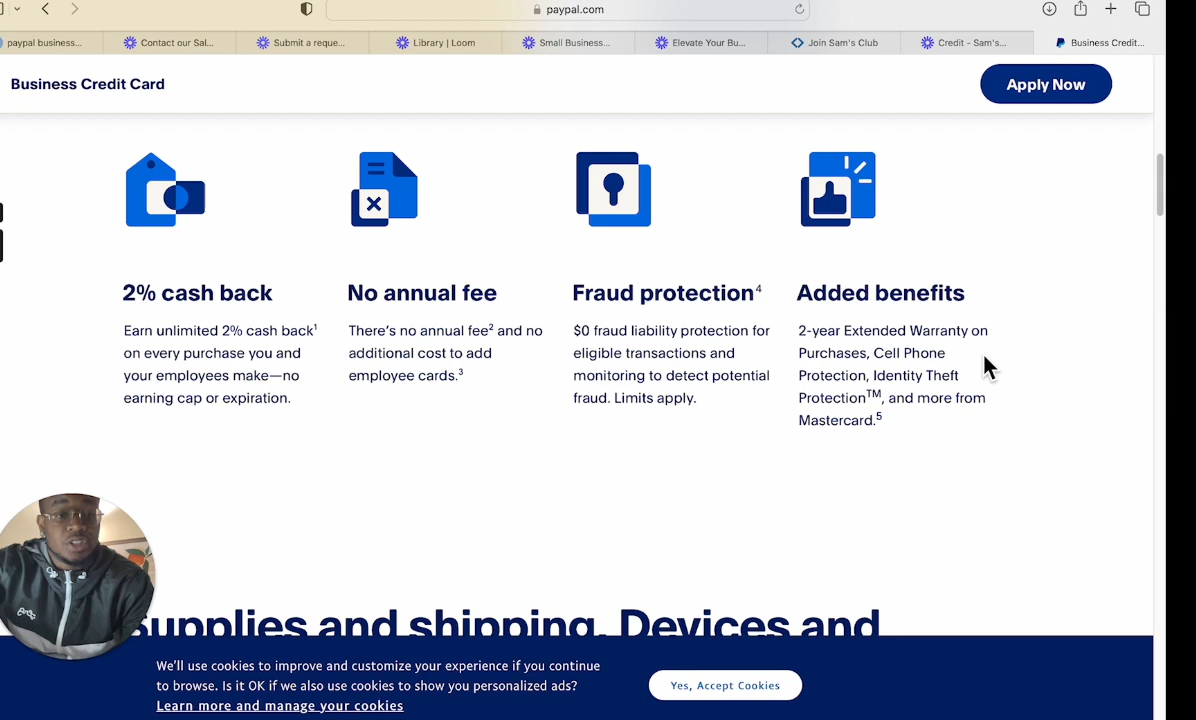 paypal.com
paypal business...
Contact our Sal...
Submit a reque...
Library | Loom
Small Business...
Elevate Your Bu...
Join Sam's Club
Credit - Sam's...
Business Credit...
Business Credit Card
Apply Now
2% cash back
Earn unlimited 2% cash back¹
on every purchase you and
your employees make—no
earning cap or expiration.
No annual fee
There's no annual fee² and no
additional cost to add
employee cards.³
Fraud protection⁴
$0 fraud liability protection for
eligible transactions and
monitoring to detect potential
fraud. Limits apply.
Added benefits
2-year Extended Warranty on
Purchases, Cell Phone
Protection, Identity Theft
Protection™, and more from
Mastercard.⁵
supplies and shipping. Devices and
We'll use cookies to improve and customize your experience if you continue
to browse. Is it OK if we also use cookies to show you personalized ads?
Learn more and manage your cookies
Yes, Accept Cookies